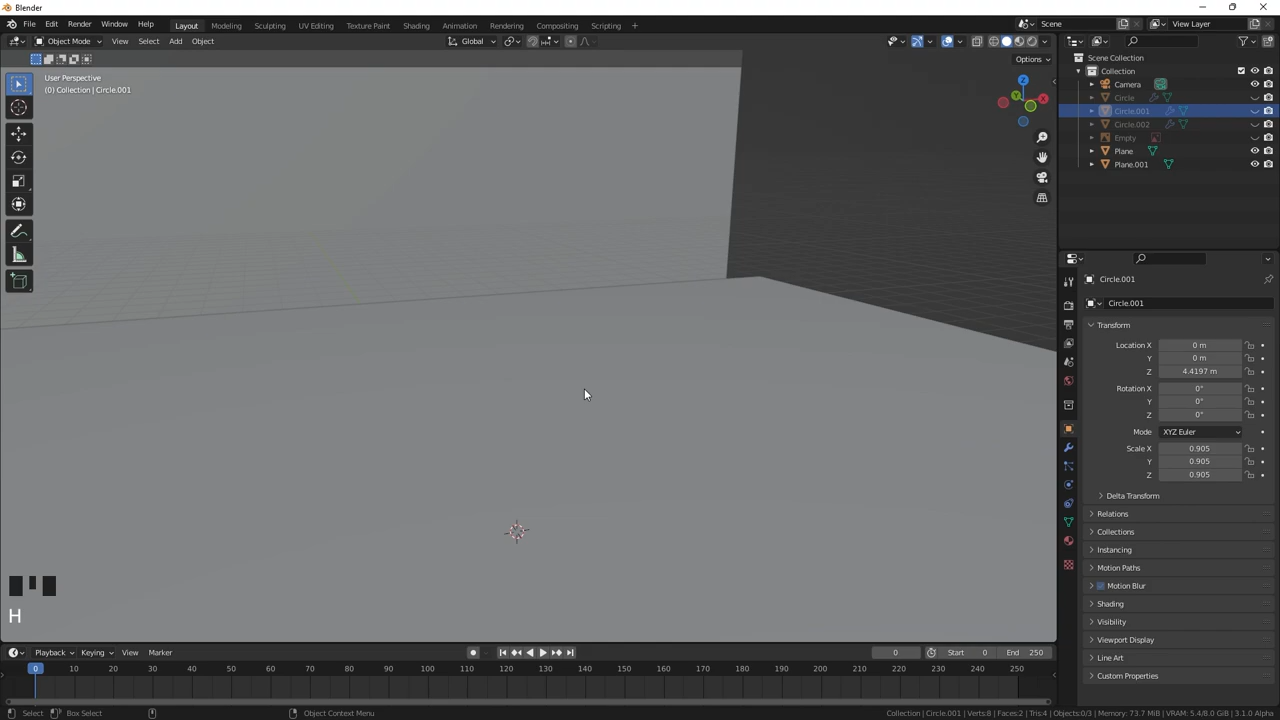 Blender
File Edit Render Window Help Layout Modeling Sculpting UV Editing Texture Paint Shading Animation Rendering Compositing Scripting + Scene View Layer
Object Mode View Select Add Object Global
Options
User Perspective
(0) Collection | Circle.001
Z
Y
X
Scene Collection
Collection
Camera
Circle
Circle.001
Circle.002
Empty
Plane
Plane.001
Circle.001
Circle.001
Transform
Location X 0 m
Y 0 m
Z 4.4197 m
Rotation X 0°
Y 0°
Z 0°
Mode XYZ Euler
Scale X 0.905
Y 0.905
Z 0.905
Delta Transform
Relations
Collections
Instancing
Motion Paths
Motion Blur
Shading
Visibility
Viewport Display
Line Art
Custom Properties
H
Playback Keying View Marker 0 Start 0 End 250
0 10 20 30 40 50 60 70 80 90 100 110 120 130 140 150 160 170 180 190 200 210 220 230 240 250
Select Box Select Object Context Menu Collection | Circle.001 | Verts:8 | Faces:2 | Tris:4 | Objects:0/3 | Memory: 73.7 MiB | VRAM: 5.4/8.0 GiB | 3.1.0 Alpha